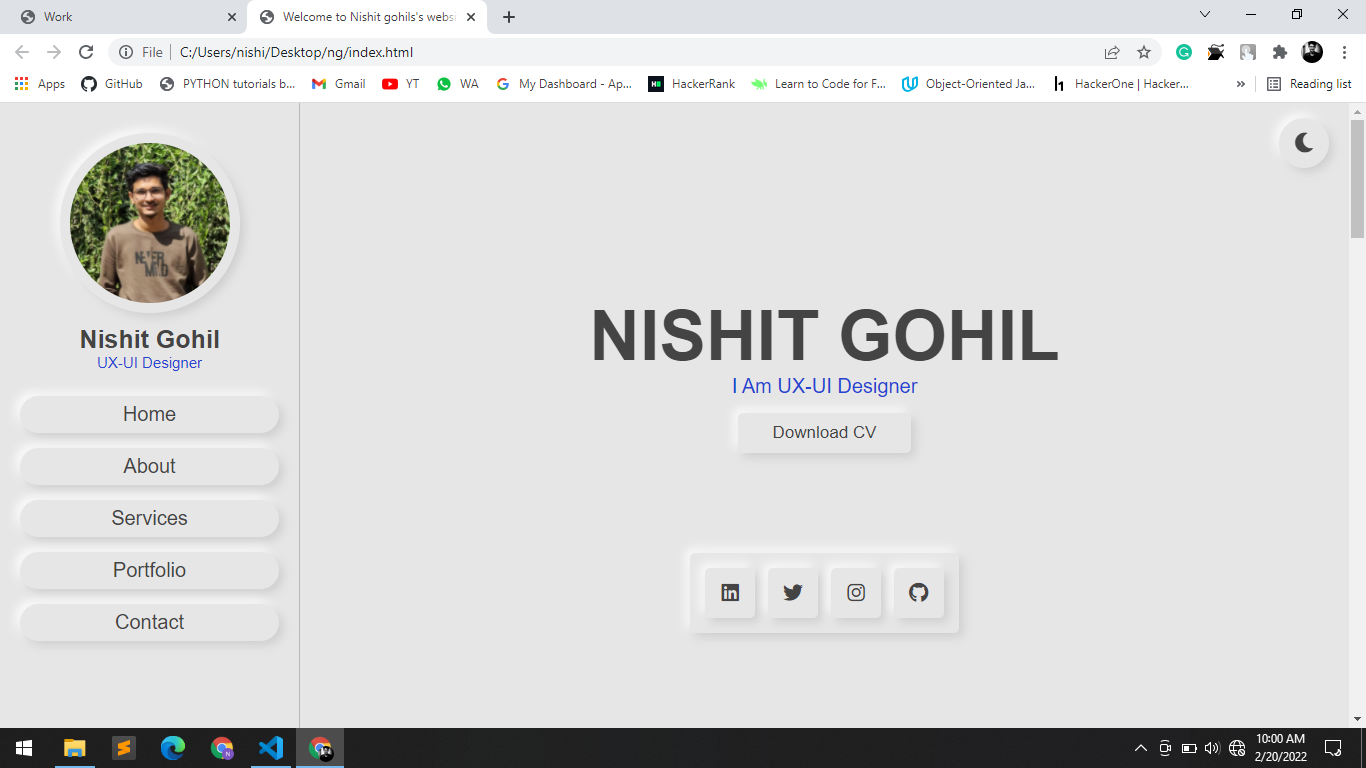 Work
Welcome to Nishit gohils's websi
File
C:/Users/nishi/Desktop/ng/index.html
Apps
GitHub
PYTHON tutorials b...
Gmail
YT
WA
My Dashboard - Ap...
HackerRank
Learn to Code for F...
Object-Oriented Ja...
HackerOne | Hacker...
»
Reading list
NEVER
MIND
Nishit Gohil
UX-UI Designer
Home
About
Services
Portfolio
Contact
NISHIT GOHIL
I Am UX-UI Designer
Download CV
10:00 AM
2/20/2022